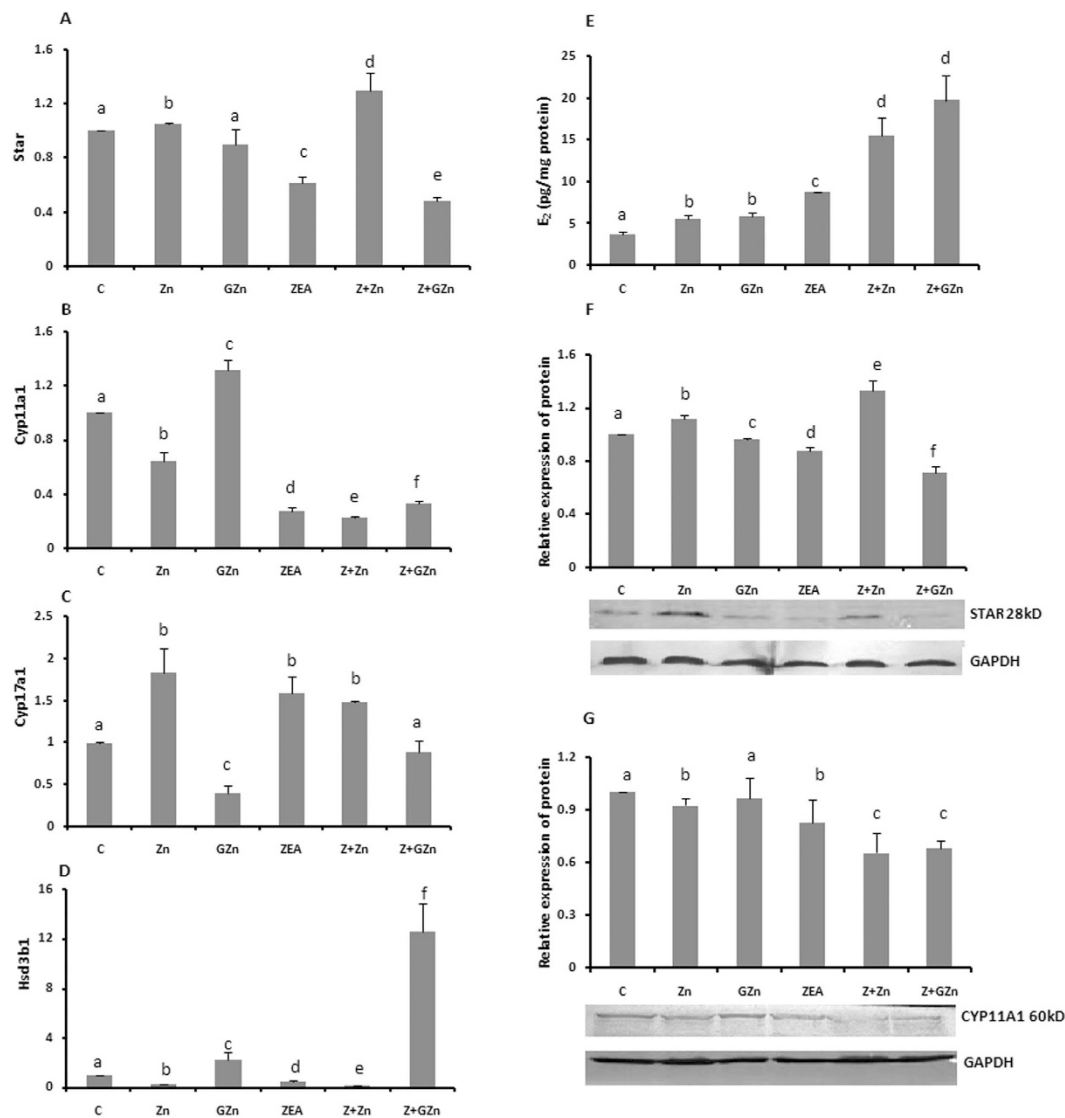 A
Star
1.6
1.2
0.8
0.4
0
a b a c d e
C Zn GZn ZEA Z+Zn Z+GZn
B
Cyp11a1
1.6
1.2
0.8
0.4
0
a b c d e f
C Zn GZn ZEA Z+Zn Z+GZn
C
Cyp17a1
2.5
2
1.5
1
0.5
0
a b c b b a
C Zn GZn ZEA Z+Zn Z+GZn
D
Hsd3b1
16
12
8
4
0
a b c d e f
C Zn GZn ZEA Z+Zn Z+GZn
E
E₂ (pg/mg protein)
25
20
15
10
5
0
a b b c d d
C Zn GZn ZEA Z+Zn Z+GZn
F
Relative expression of protein
1.6
1.2
0.8
0.4
0
a b c d e f
C Zn GZn ZEA Z+Zn Z+GZn
STAR 28kD
GAPDH
G
Relative expression of protein
1.2
0.9
0.6
0.3
0
a b a b c c
C Zn GZn ZEA Z+Zn Z+GZn
CYP11A1 60kD
GAPDH